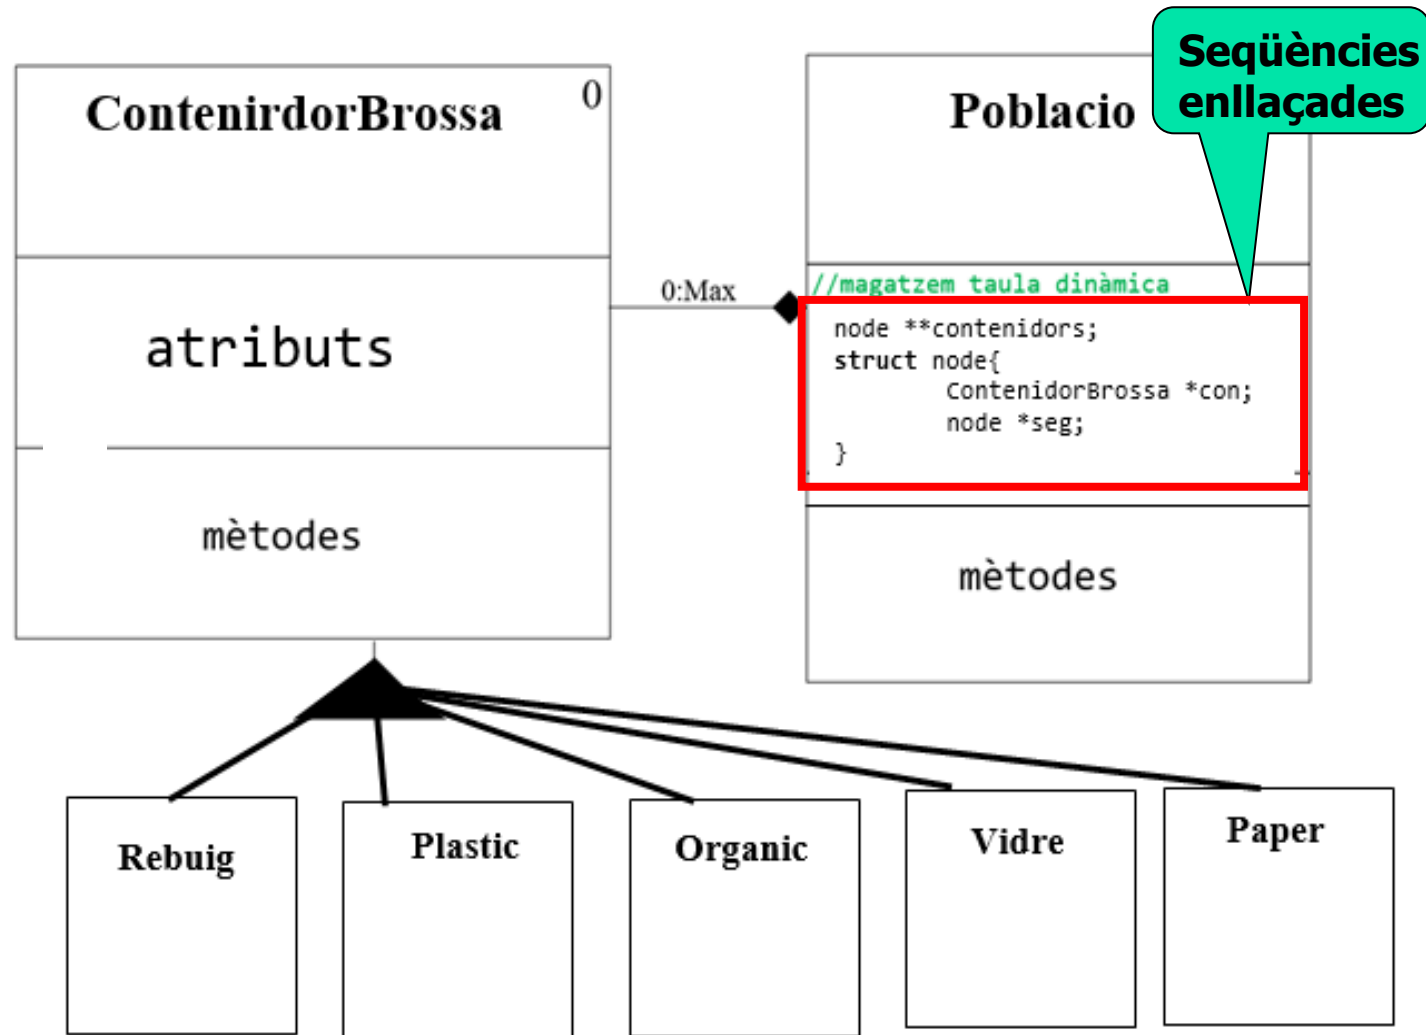 ContenirdorBrossa
0
atributs
mètodes
0:Max
Poblacio
Seqüències
enllaçades
//magatzem taula dinàmica
node **contenidors;
struct node{
ContenidorBrossa *con;
node *seg;
}
mètodes
Rebuig
Plastic
Organic
Vidre
Paper